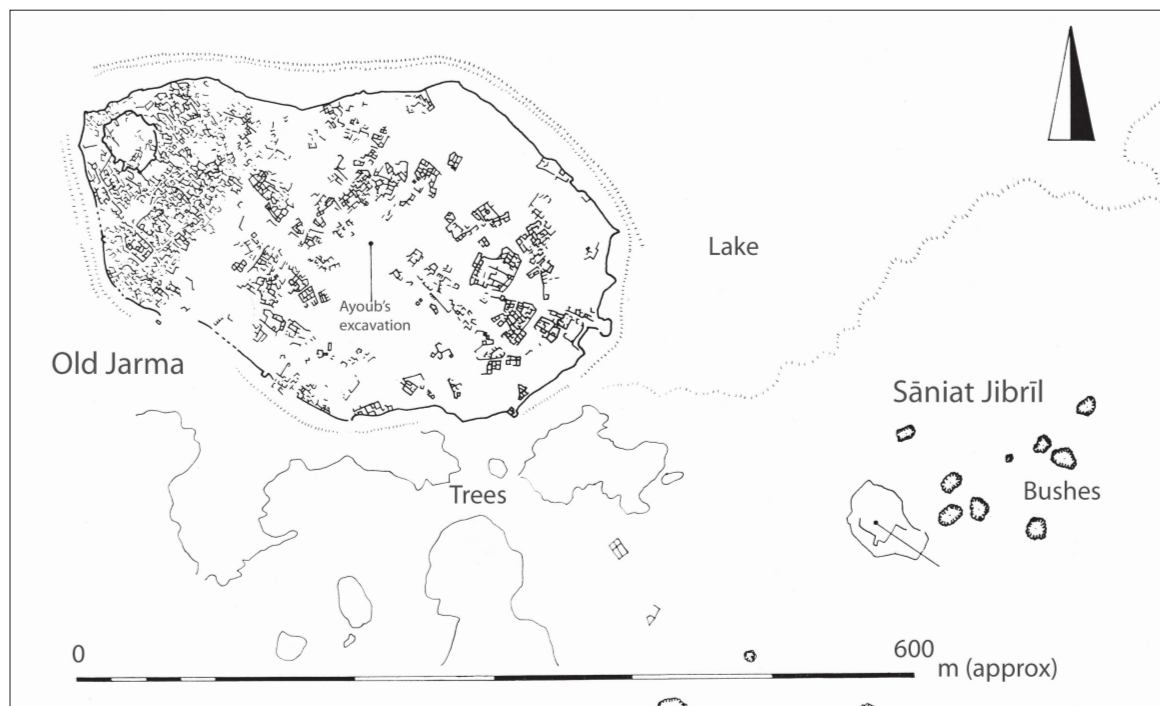 Lake
Ayoub's
excavation
Old Jarma
Sāniat Jibrīl
Trees
Bushes
0
600
m (approx)